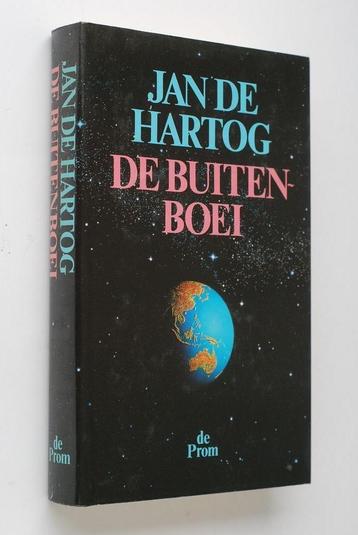 JAN DE
HARTOG
DE BUITEN-
BOEI
de
Prom
JAN DE HARTOG
DE BUITENBOEI
de
Prom